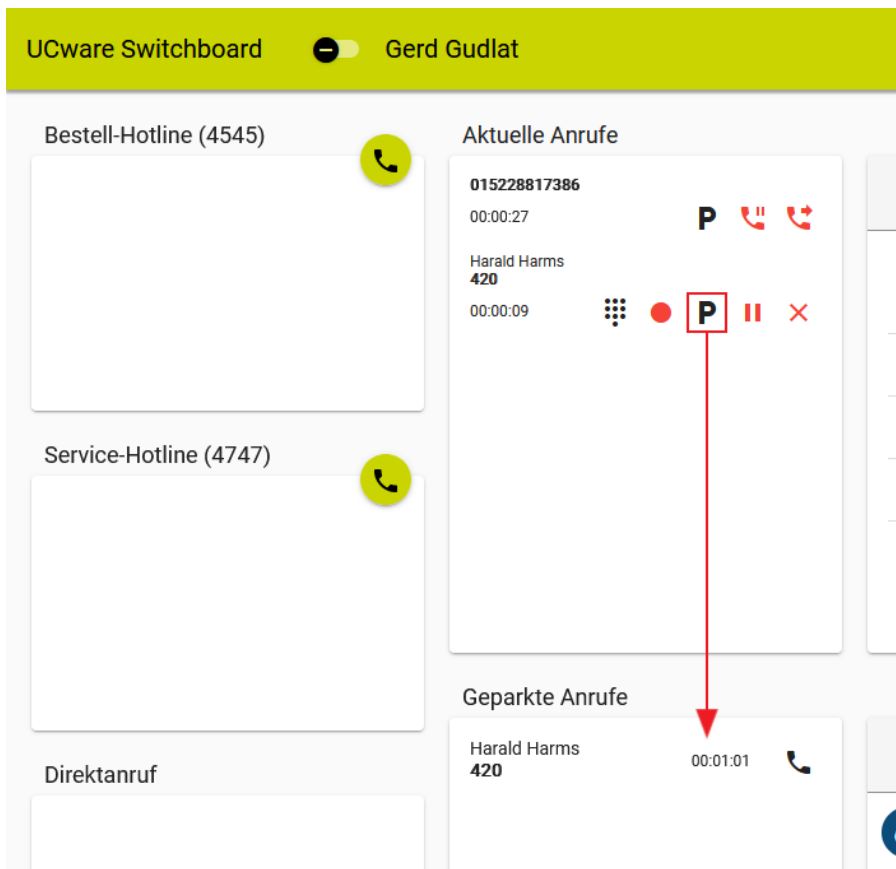 UCware Switchboard Gerd Gudlat
Bestell-Hotline (4545)
Aktuelle Anrufe
015228817386
00:00:27 P
Harald Harms
420
00:00:09 P
Service-Hotline (4747)
Geparkte Anrufe
Harald Harms
420
00:01:01
Direktanruf